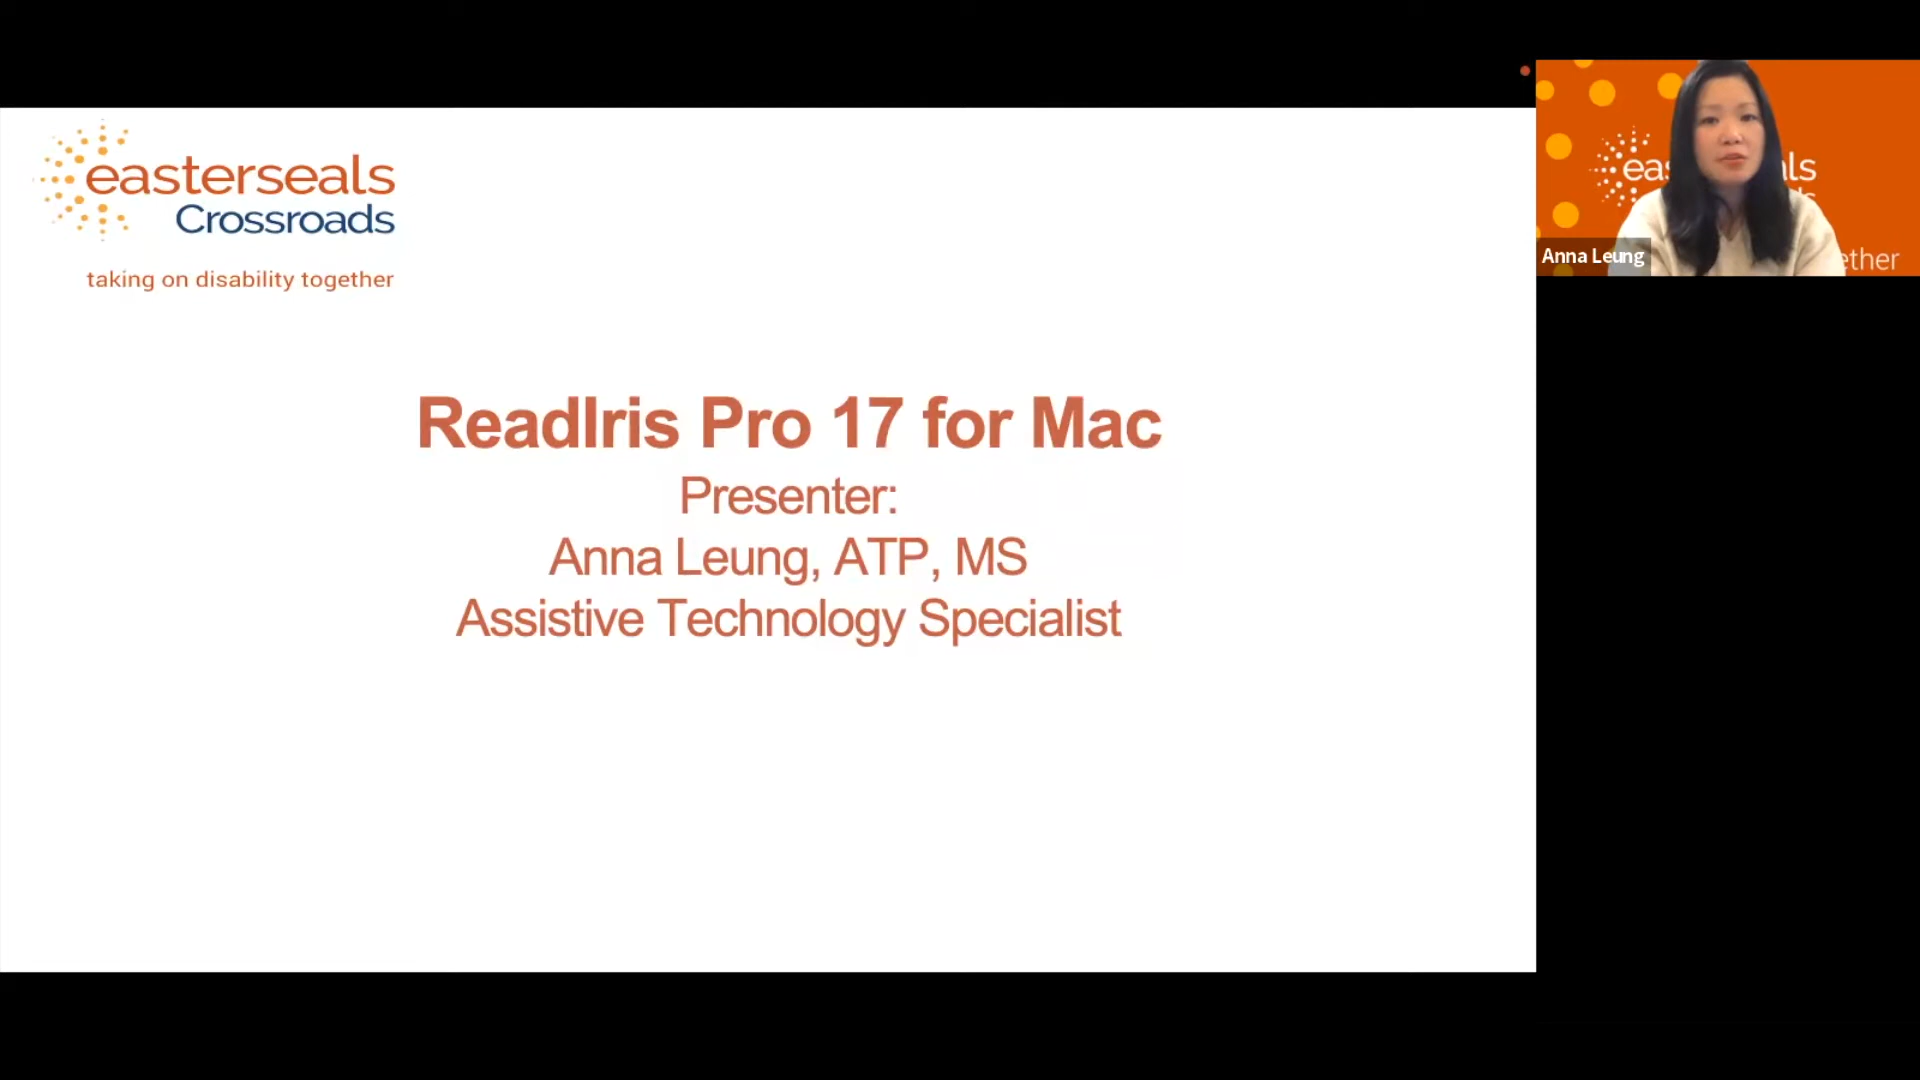 easterseals
Crossroads
taking on disability together
ReadIris Pro 17 for Mac
Presenter:
Anna Leung, ATP, MS
Assistive Technology Specialist
Anna Leung